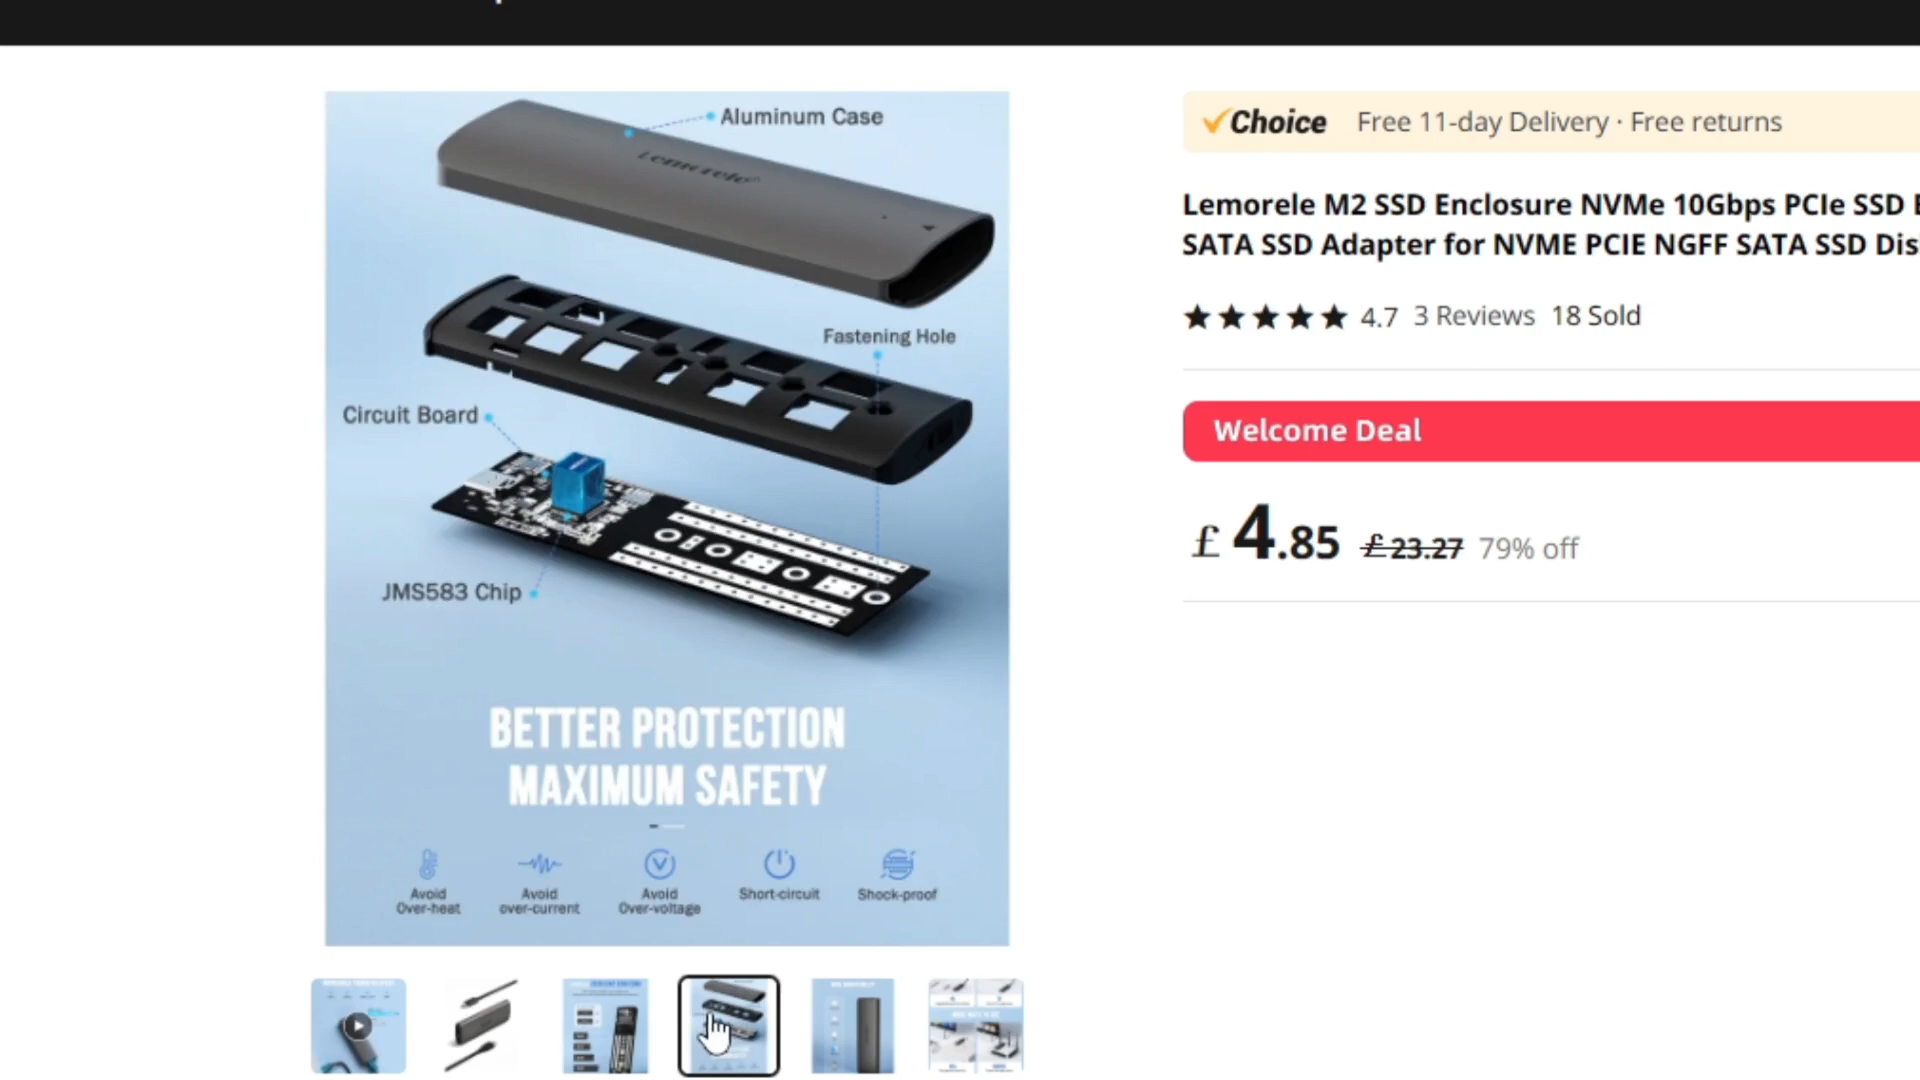 Aluminum Case
Lemorele
Fastening Hole
Circuit Board
JMS583 Chip
BETTER PROTECTION
MAXIMUM SAFETY
Avoid Over-heat
Avoid over-current
Avoid Over-voltage
Short-circuit
Shock-proof
Choice Free 11-day Delivery · Free returns
Lemorele M2 SSD Enclosure NVMe 10Gbps PCIe SSD
SATA SSD Adapter for NVME PCIE NGFF SATA SSD
4.7 3 Reviews 18 Sold
Welcome Deal
£4.85 £23.27 79% off